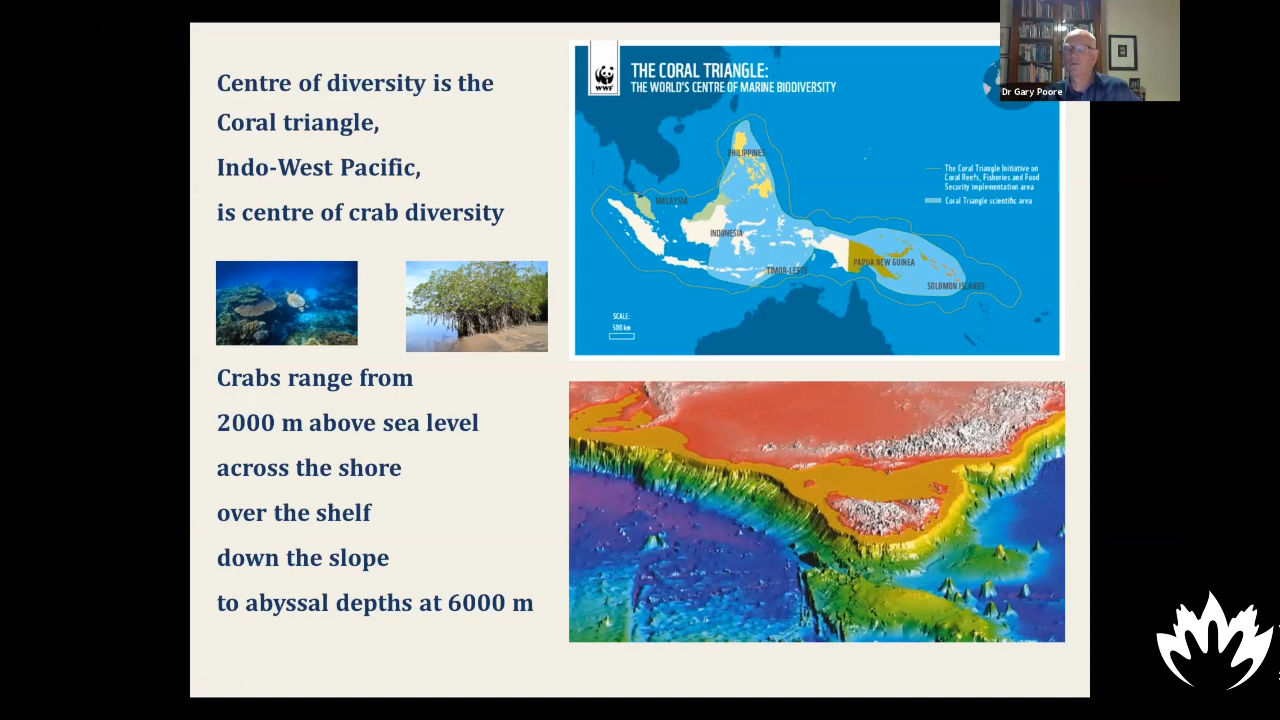 Centre of diversity is the
Coral triangle,
Indo-West Pacific,
is centre of crab diversity
Crabs range from
2000 m above sea level
across the shore
over the shelf
down the slope
to abyssal depths at 6000 m
WWF
THE CORAL TRIANGLE:
THE WORLD'S CENTRE OF MARINE BIODIVERSITY
PHILIPPINES
MALAYSIA
INDONESIA
TIMOR-LESTE
PAPUA NEW GUINEA
SOLOMON ISLANDS
The Coral Triangle Initiative on
Coral Reefs, Fisheries and Food
Security implementation area
Coral Triangle scientific area
SCALE:
500 km
Dr Gary Poore